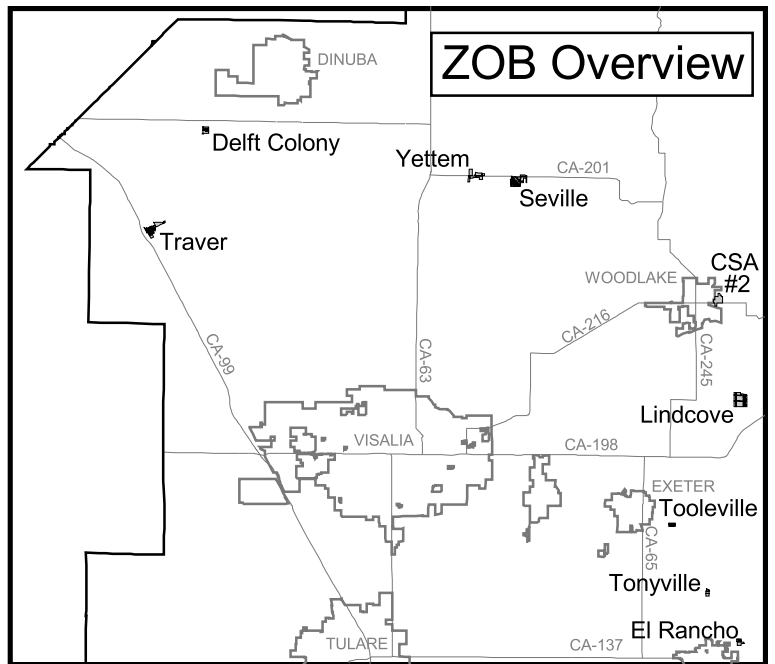 ZOB Overview
DINUBA
Delft Colony
Yettem
CA-201
Seville
Traver
CSA
#2
WOODLAKE
CA-216
CA-99
CA-63
CA-245
Lindcove
VISALIA
CA-198
EXETER
Tooleville
CA-65
Tonyville
El Rancho
TULARE
CA-137